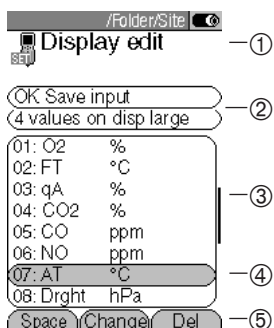 /Folder/Site
SET Display edit ①
OK Save input
4 values on disp large ②
01: O2 %
02: FT °C
03: qA % ③
04: CO2 %
05: CO ppm
06: NO ppm
07: AT °C ④
08: Drght hPa
Space Change Del ⑤